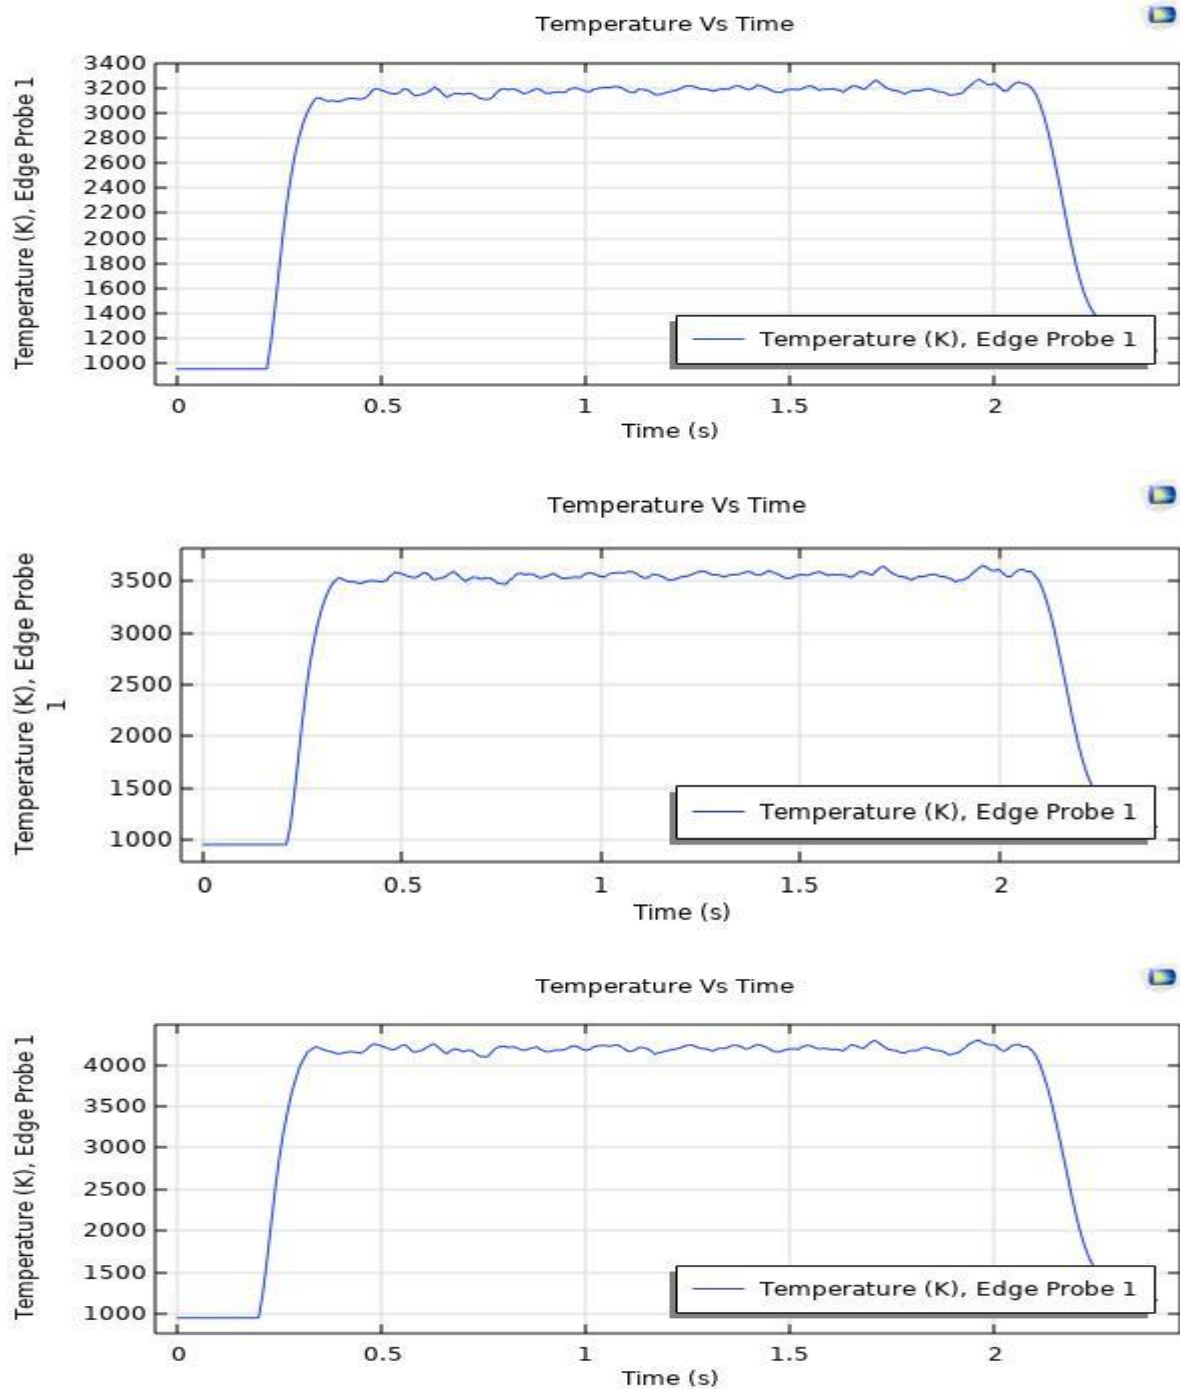 Temperature Vs Time
Temperature (K), Edge Probe 1
3400
3200
3000
2800
2600
2400
2200
2000
1800
1600
1400
1200
1000
Temperature (K), Edge Probe 1
0 0.5 1 1.5 2
Time (s)
Temperature Vs Time
Temperature (K), Edge Probe
1
3500
3000
2500
2000
1500
1000
Temperature (K), Edge Probe 1
0 0.5 1 1.5 2
Time (s)
Temperature Vs Time
Temperature (K), Edge Probe 1
4000
3500
3000
2500
2000
1500
1000
Temperature (K), Edge Probe 1
0 0.5 1 1.5 2
Time (s)